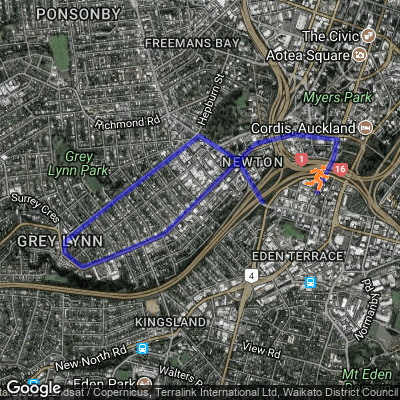 PONSONBY
The Civic
Aotea Square
FREEMANS BAY
Hepburn St
Myers Park
Richmond Rd
Cordis, Auckland
Grey
Lynn Park
NEWTON
1
16
Surrey Cres
GREY LYNN
EDEN TERRACE
4
Normanby Rd
KINGSLAND
New North Rd
View Rd
Mt Eden
Walters
Eden Park
Google
dsat / Copernicus, Terralink International Ltd, Waikato District Council